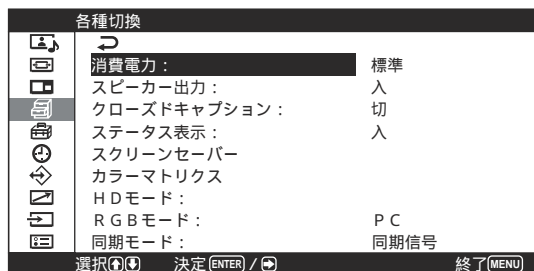 各種切換
消費電力： 標準
スピーカー出力： 入
クローズドキャプション： 切
ステータス表示： 入
スクリーンセーバー
カラーマトリクス
ＨＤモード：
ＲＧＢモード： ＰＣ
同期モード： 同期信号
選択 決定 ENTER / 終了 MENU